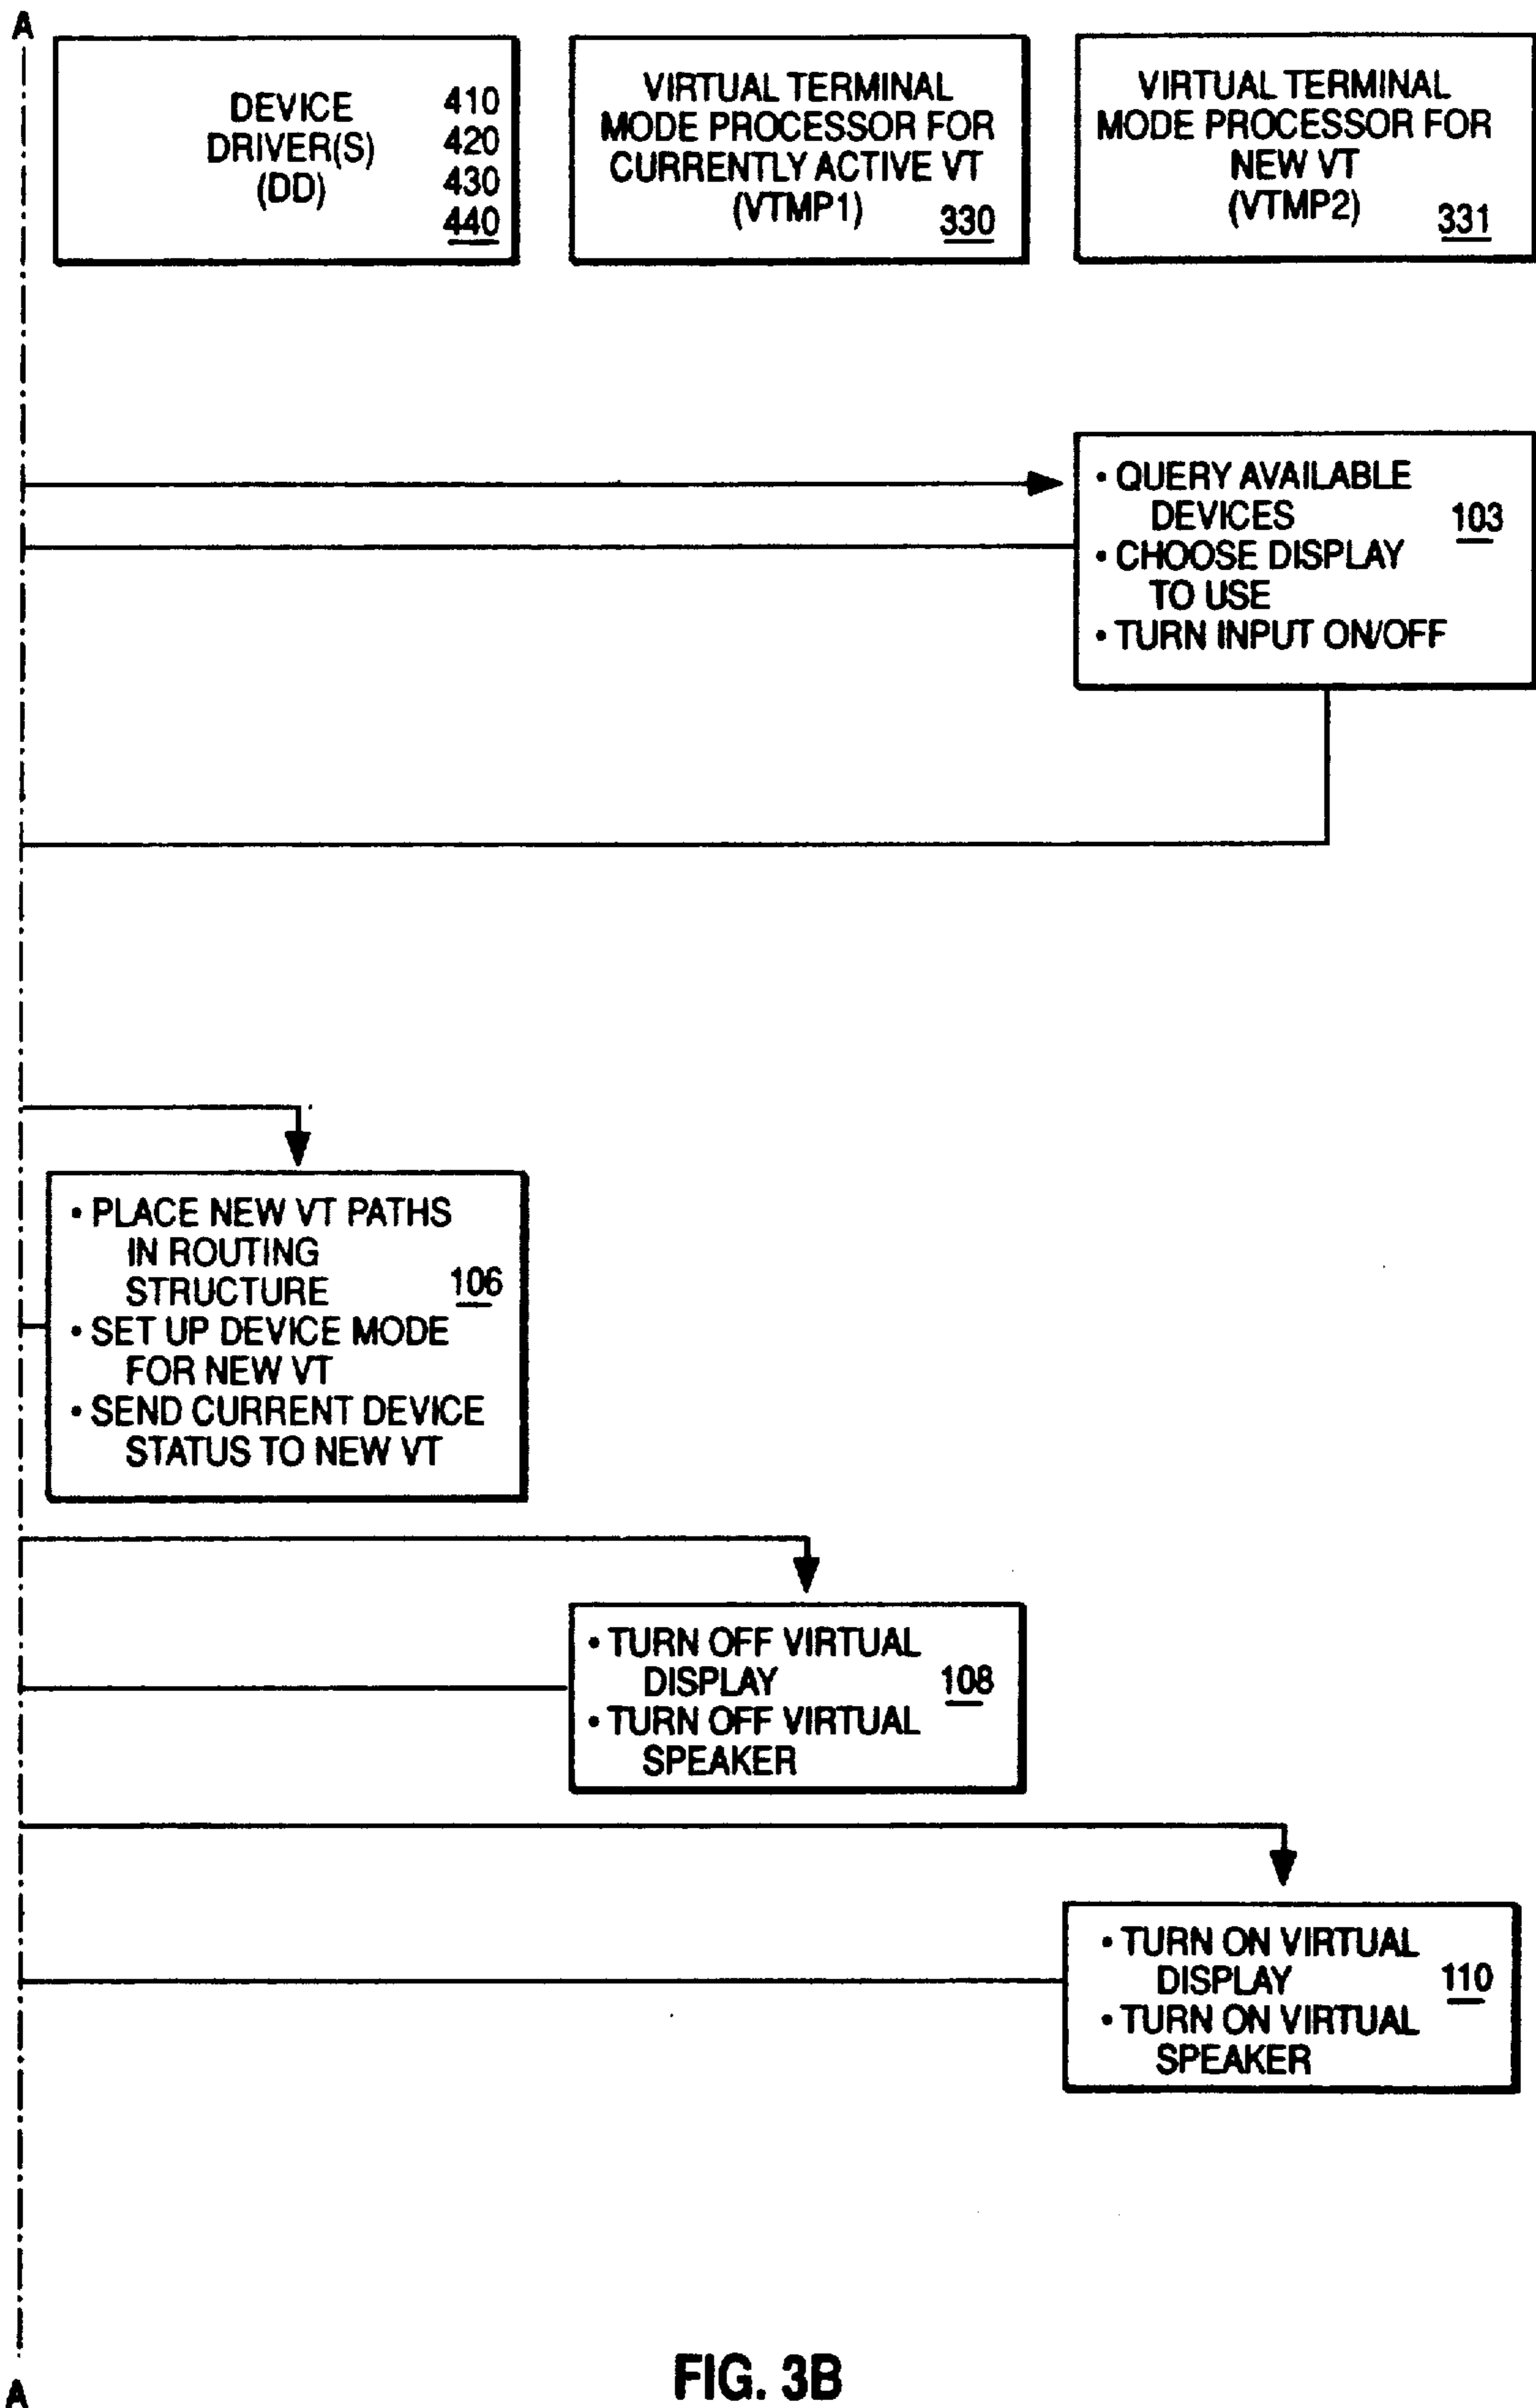 A
DEVICE
DRIVER(S)
(DD)
410
420
430
440
VIRTUAL TERMINAL
MODE PROCESSOR FOR
CURRENTLY ACTIVE VT
(VTMP1) 330
VIRTUAL TERMINAL
MODE PROCESSOR FOR
NEW VT
(VTMP2) 331
• QUERY AVAILABLE
DEVICES 103
• CHOOSE DISPLAY
TO USE
• TURN INPUT ON/OFF
• PLACE NEW VT PATHS
IN ROUTING
STRUCTURE 106
• SET UP DEVICE MODE
FOR NEW VT
• SEND CURRENT DEVICE
STATUS TO NEW VT
• TURN OFF VIRTUAL
DISPLAY 108
• TURN OFF VIRTUAL
SPEAKER
• TURN ON VIRTUAL
DISPLAY 110
• TURN ON VIRTUAL
SPEAKER
A
FIG. 3B